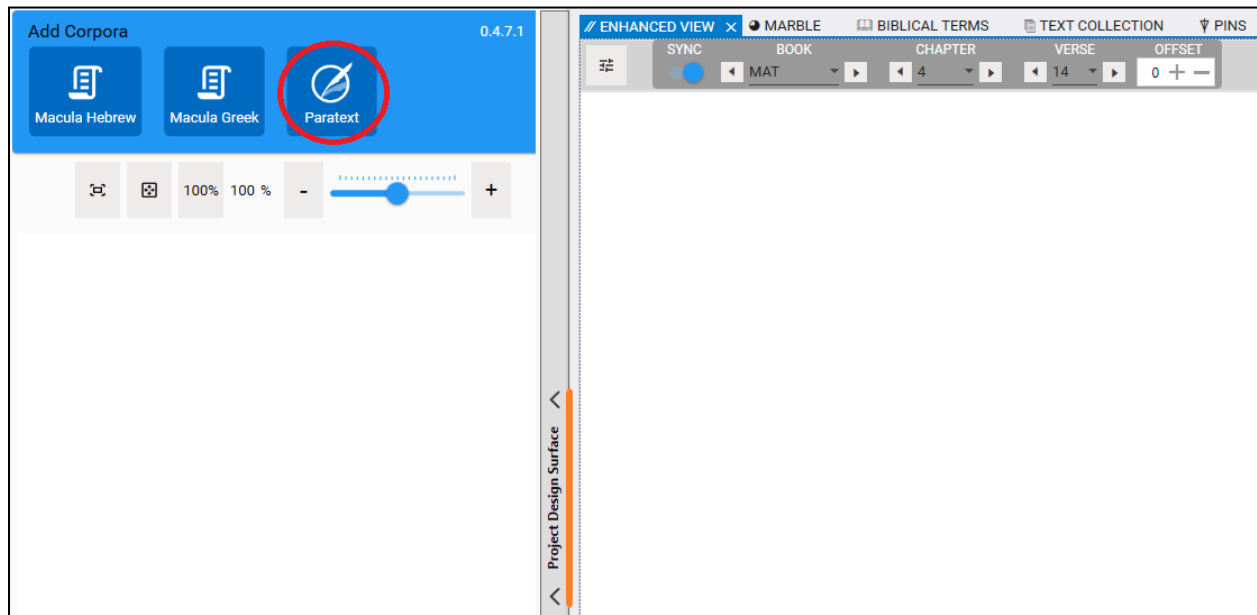 Add Corpora 0.4.7.1
Macula Hebrew Macula Greek Paratext
100% 100 % - +
Project Design Surface
ENHANCED VIEW MARBLE BIBLICAL TERMS TEXT COLLECTION PINS
SYNC BOOK CHAPTER VERSE OFFSET
MAT 4 14 0 + −